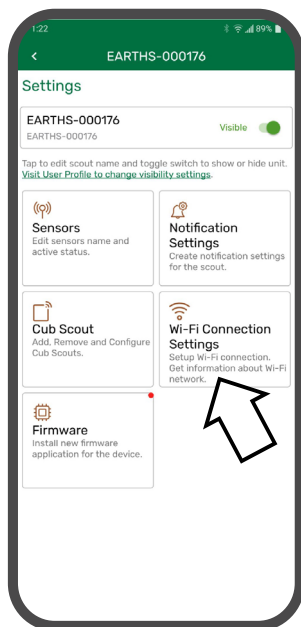 1:22
89%
EARTHS-000176
Settings
EARTHS-000176
EARTHS-000176
Visible
Tap to edit scout name and toggle switch to show or hide unit.
Visit User Profile to change visibility settings.
Sensors
Edit sensors name and
active status.
Notification
Settings
Create notification settings
for the scout.
Cub Scout
Add, Remove and Configure
Cub Scouts.
Wi-Fi Connection
Settings
Setup Wi-Fi connection.
Get information about Wi-Fi
network.
Firmware
Install new firmware
application for the device.